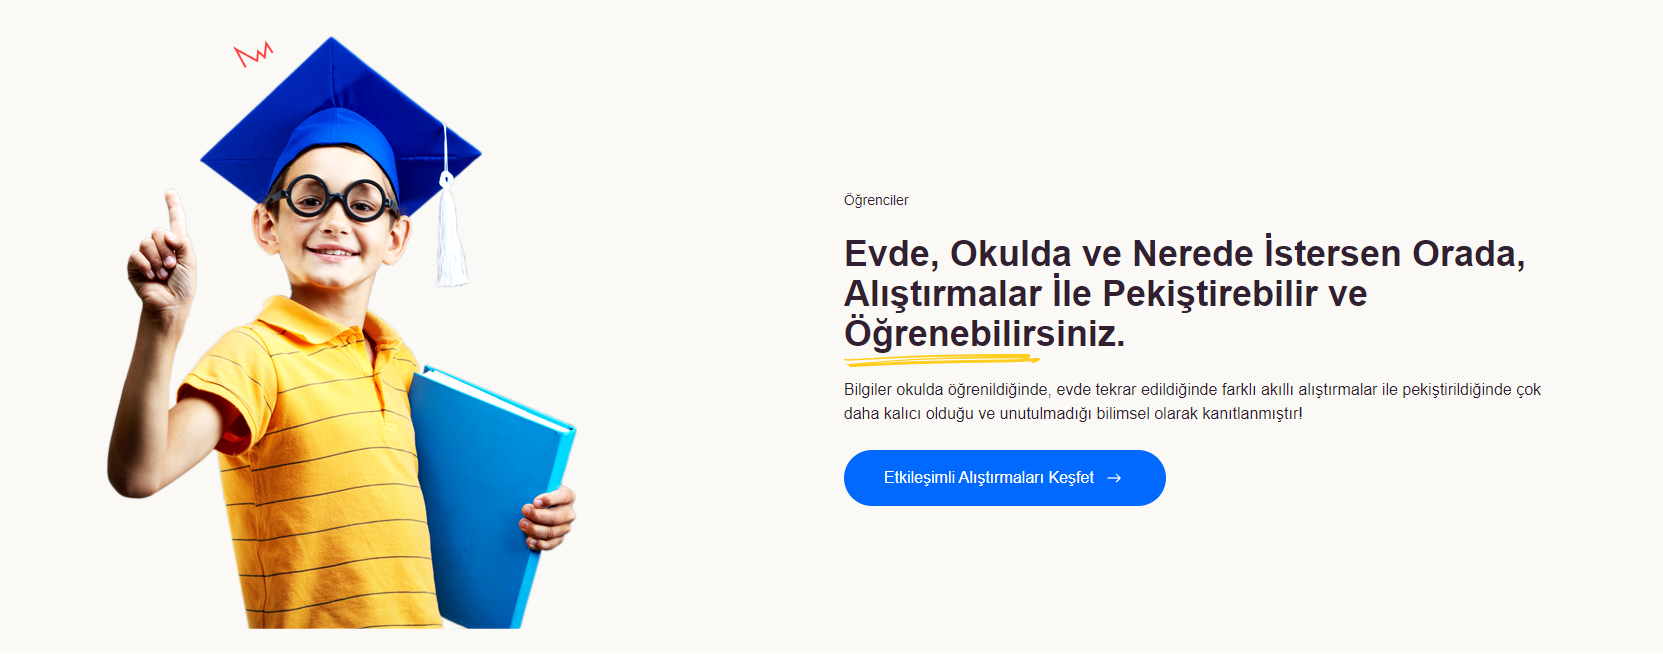 Öğrenciler
Evde, Okulda ve Nerede İstersen Orada,
Alıştırmalar İle Pekiştirebilir ve
Öğrenebilirsiniz.
Bilgiler okulda öğrenildiğinde, evde tekrar edildiğinde farklı akıllı alıştırmalar ile pekiştirildiğinde çok
daha kalıcı olduğu ve unutulmadığı bilimsel olarak kanıtlanmıştır!
Etkileşimli Alıştırmaları Keşfet →